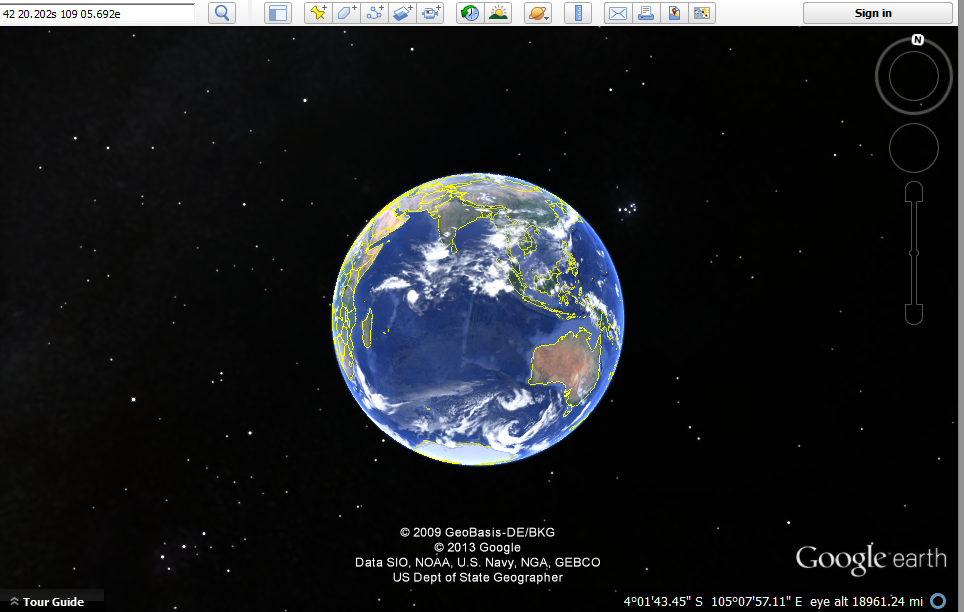 42 20.202s 109 05.692e
Sign in
N
© 2009 GeoBasis-DE/BKG
© 2013 Google
Data SIO, NOAA, U.S. Navy, NGA, GEBCO
US Dept of State Geographer
Google earth
Tour Guide
4°01'43.45" S 105°07'57.11" E eye alt 18961.24 mi